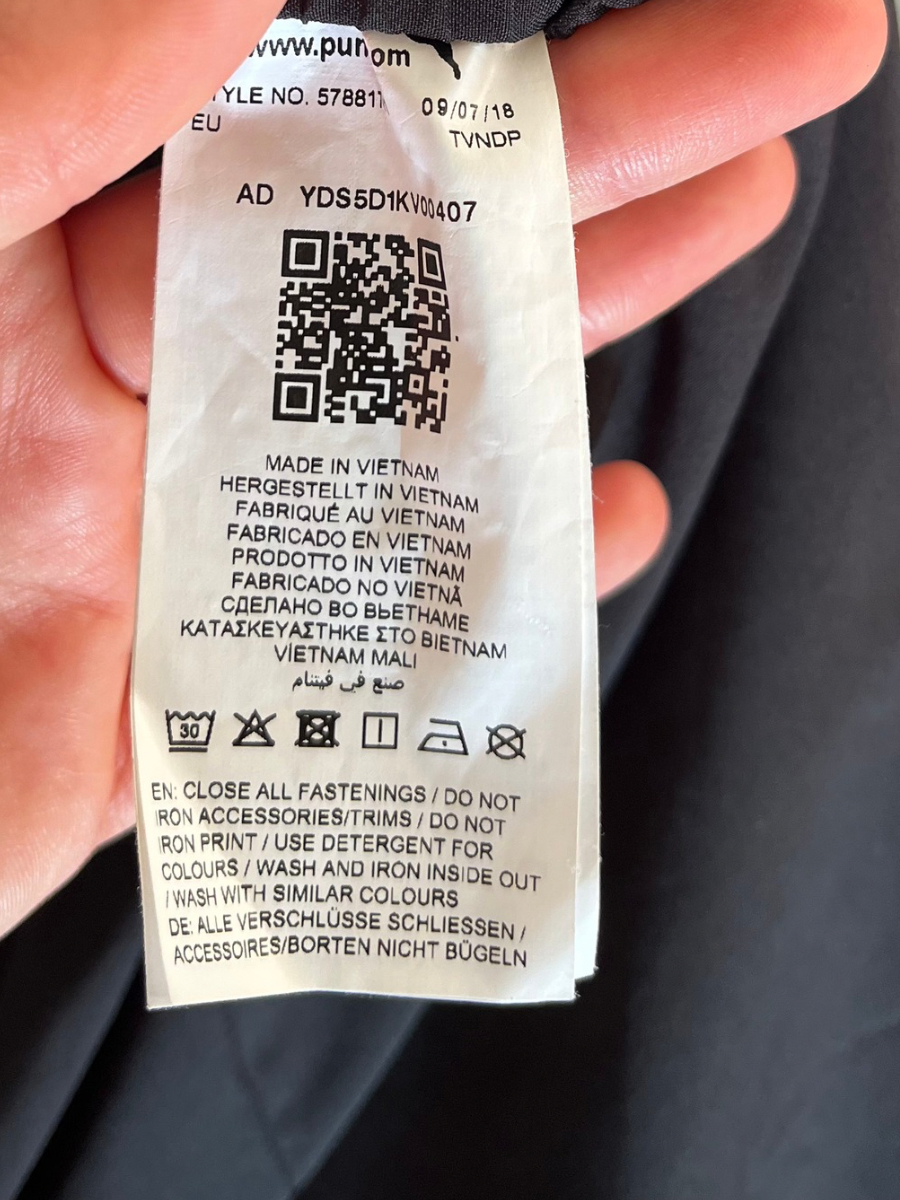 www.pu om
TYLE NO. 57881
09/07/18
EU
TVNDP
AD YDS5D1KV00407
MADE IN VIETNAM
HERGESTELLT IN VIETNAM
FABRIQUÉ AU VIETNAM
FABRICADO EN VIETNAM
PRODOTTO IN VIETNAM
FABRICADO NO VIETNÃ
СДЕЛАНО ВО ВЬЕТНАМЕ
ΚΑΤΑΣΚΕΥΑΣΤΗΚΕ ΣΤΟ ΒΙΕΤΝΑΜ
VİETNAM MALI
صنع في فيتنام
30
EN: CLOSE ALL FASTENINGS / DO NOT
IRON ACCESSORIES/TRIMS / DO NOT
IRON PRINT / USE DETERGENT FOR
COLOURS / WASH AND IRON INSIDE OUT
/ WASH WITH SIMILAR COLOURS
DE: ALLE VERSCHLÜSSE SCHLIESSEN /
ACCESSOIRES/BORTEN NICHT BÜGELN